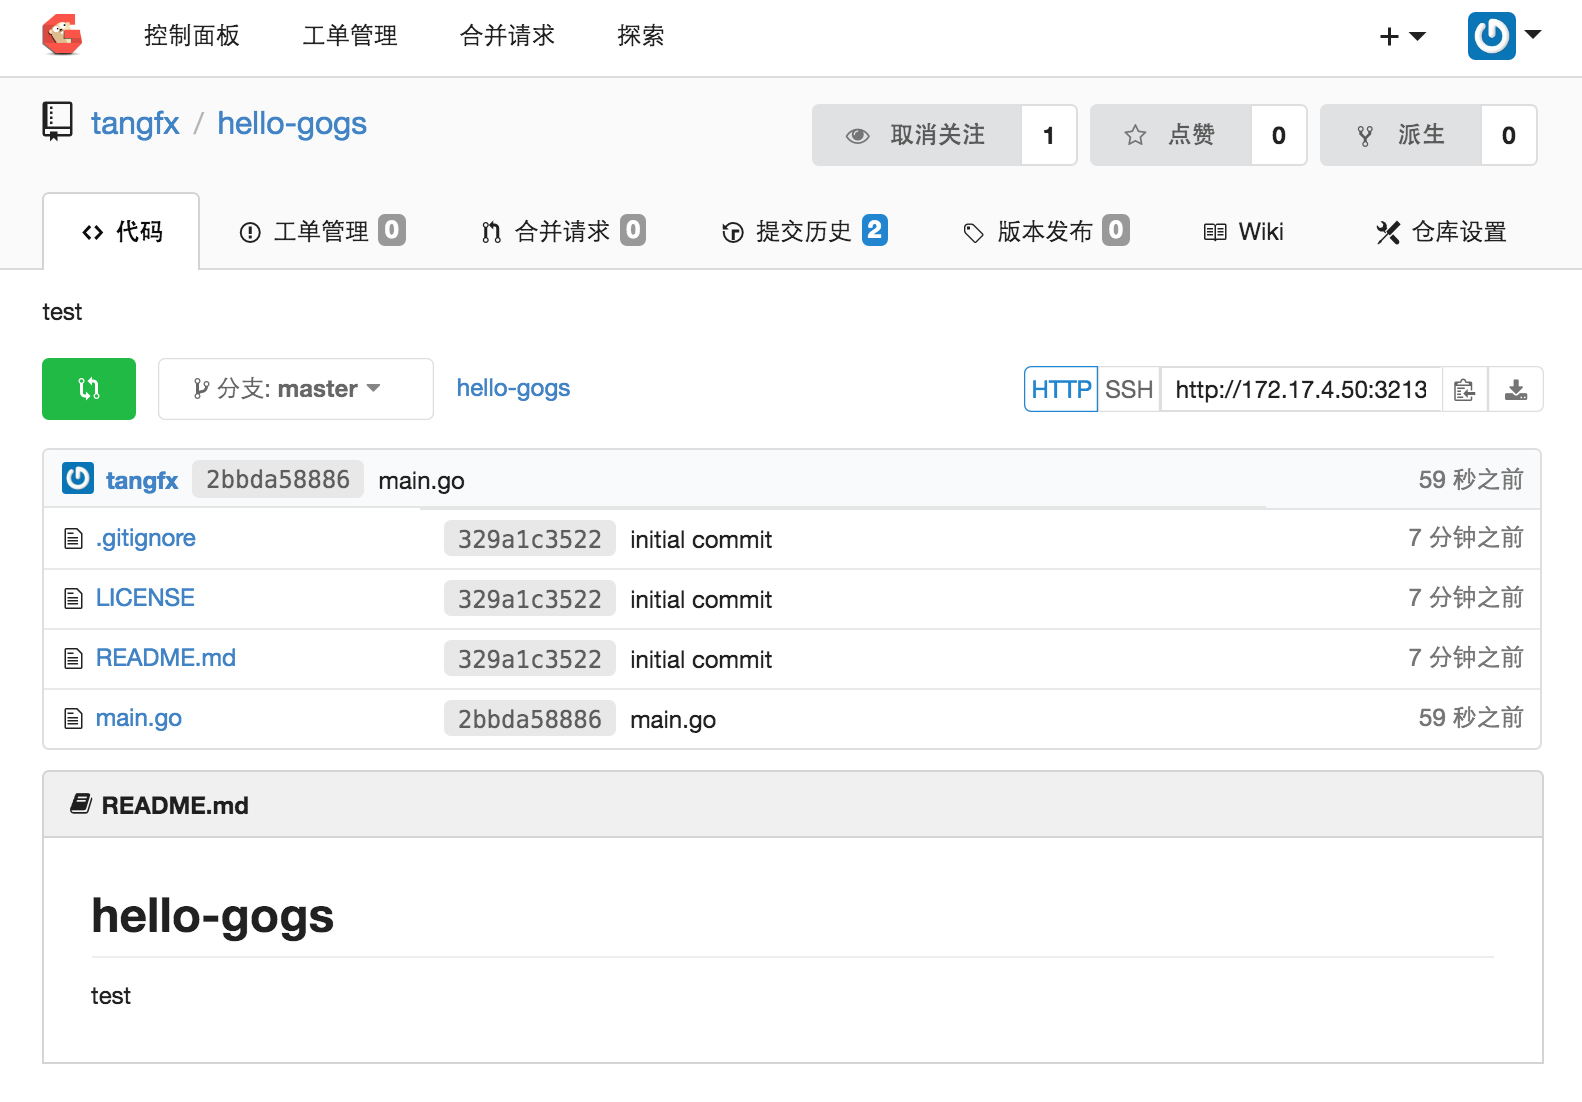 控制面板 工单管理 合并请求 探索
tangfx / hello-gogs 取消关注 1 点赞 0 派生 0
代码 工单管理 0 合并请求 0 提交历史 2 版本发布 0 Wiki 仓库设置
test
分支: master hello-gogs HTTP SSH http://172.17.4.50:3213
tangfx 2bbda58886 main.go 59 秒之前
.gitignore 329a1c3522 initial commit 7 分钟之前
LICENSE 329a1c3522 initial commit 7 分钟之前
README.md 329a1c3522 initial commit 7 分钟之前
main.go 2bbda58886 main.go 59 秒之前
README.md
hello-gogs
test